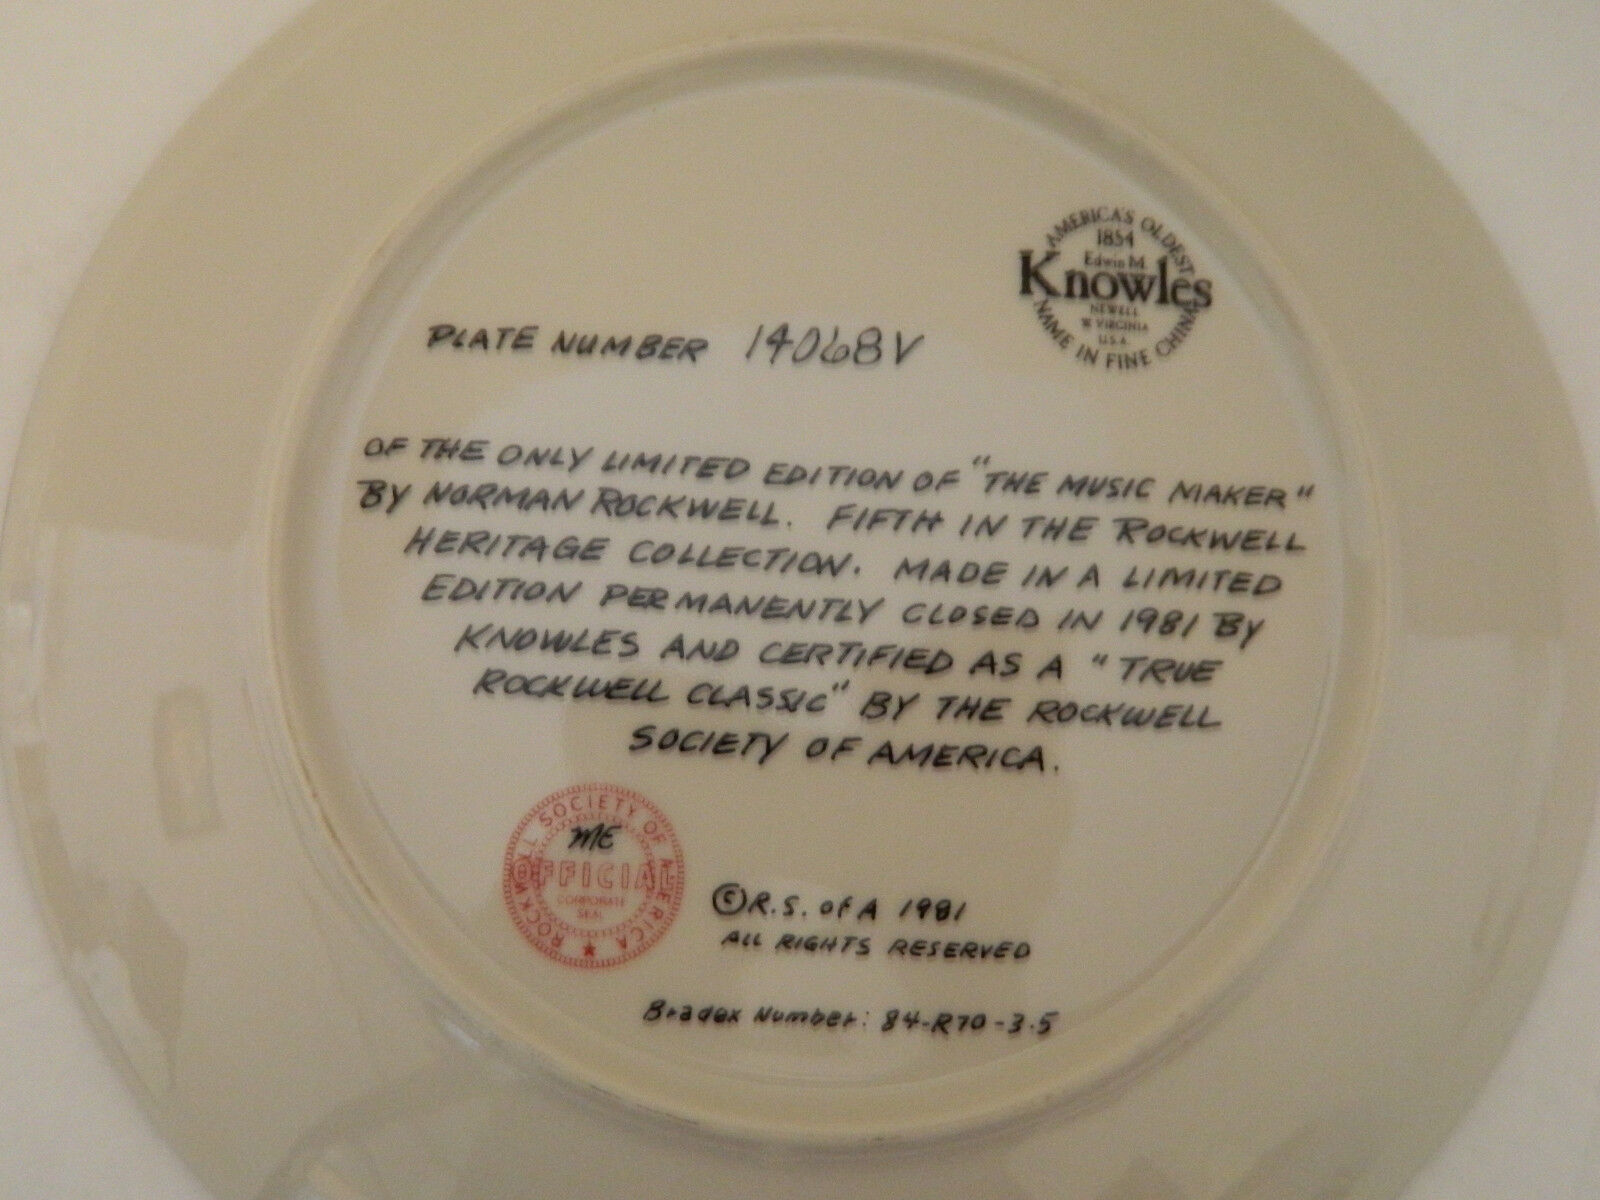 AMERICA'S OLDEST
1854
Edwin M.
Knowles
NEWELL
W VIRGINIA
U.S.A.
NAME IN FINE CHINA
PLATE NUMBER 14068V
OF THE ONLY LIMITED EDITION OF "THE MUSIC MAKER"
BY NORMAN ROCKWELL. FIFTH IN THE ROCKWELL
HERITAGE COLLECTION. MADE IN A LIMITED
EDITION PERMANENTLY CLOSED IN 1981 BY
KNOWLES AND CERTIFIED AS A "TRUE
ROCKWELL CLASSIC" BY THE ROCKWELL
SOCIETY OF AMERICA.
ROCKWELL SOCIETY OF AMERICA
ME
OFFICIAL
CORPORATE
SEAL
© R.S. OF A 1981
ALL RIGHTS RESERVED
Bradex Number: 84-R70-3.5